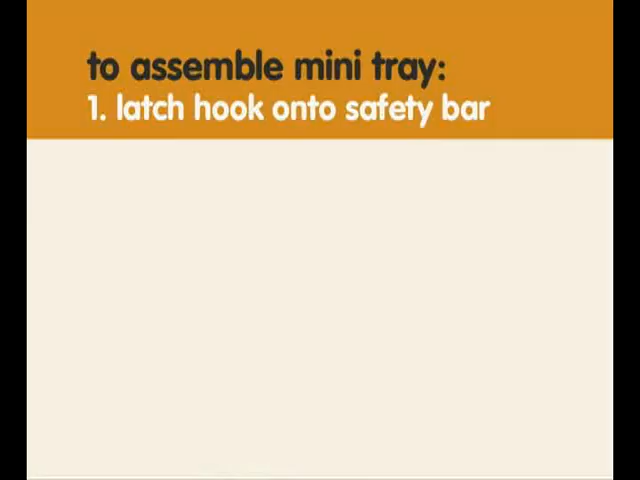 to assemble mini tray:
1. latch hook onto safety bar